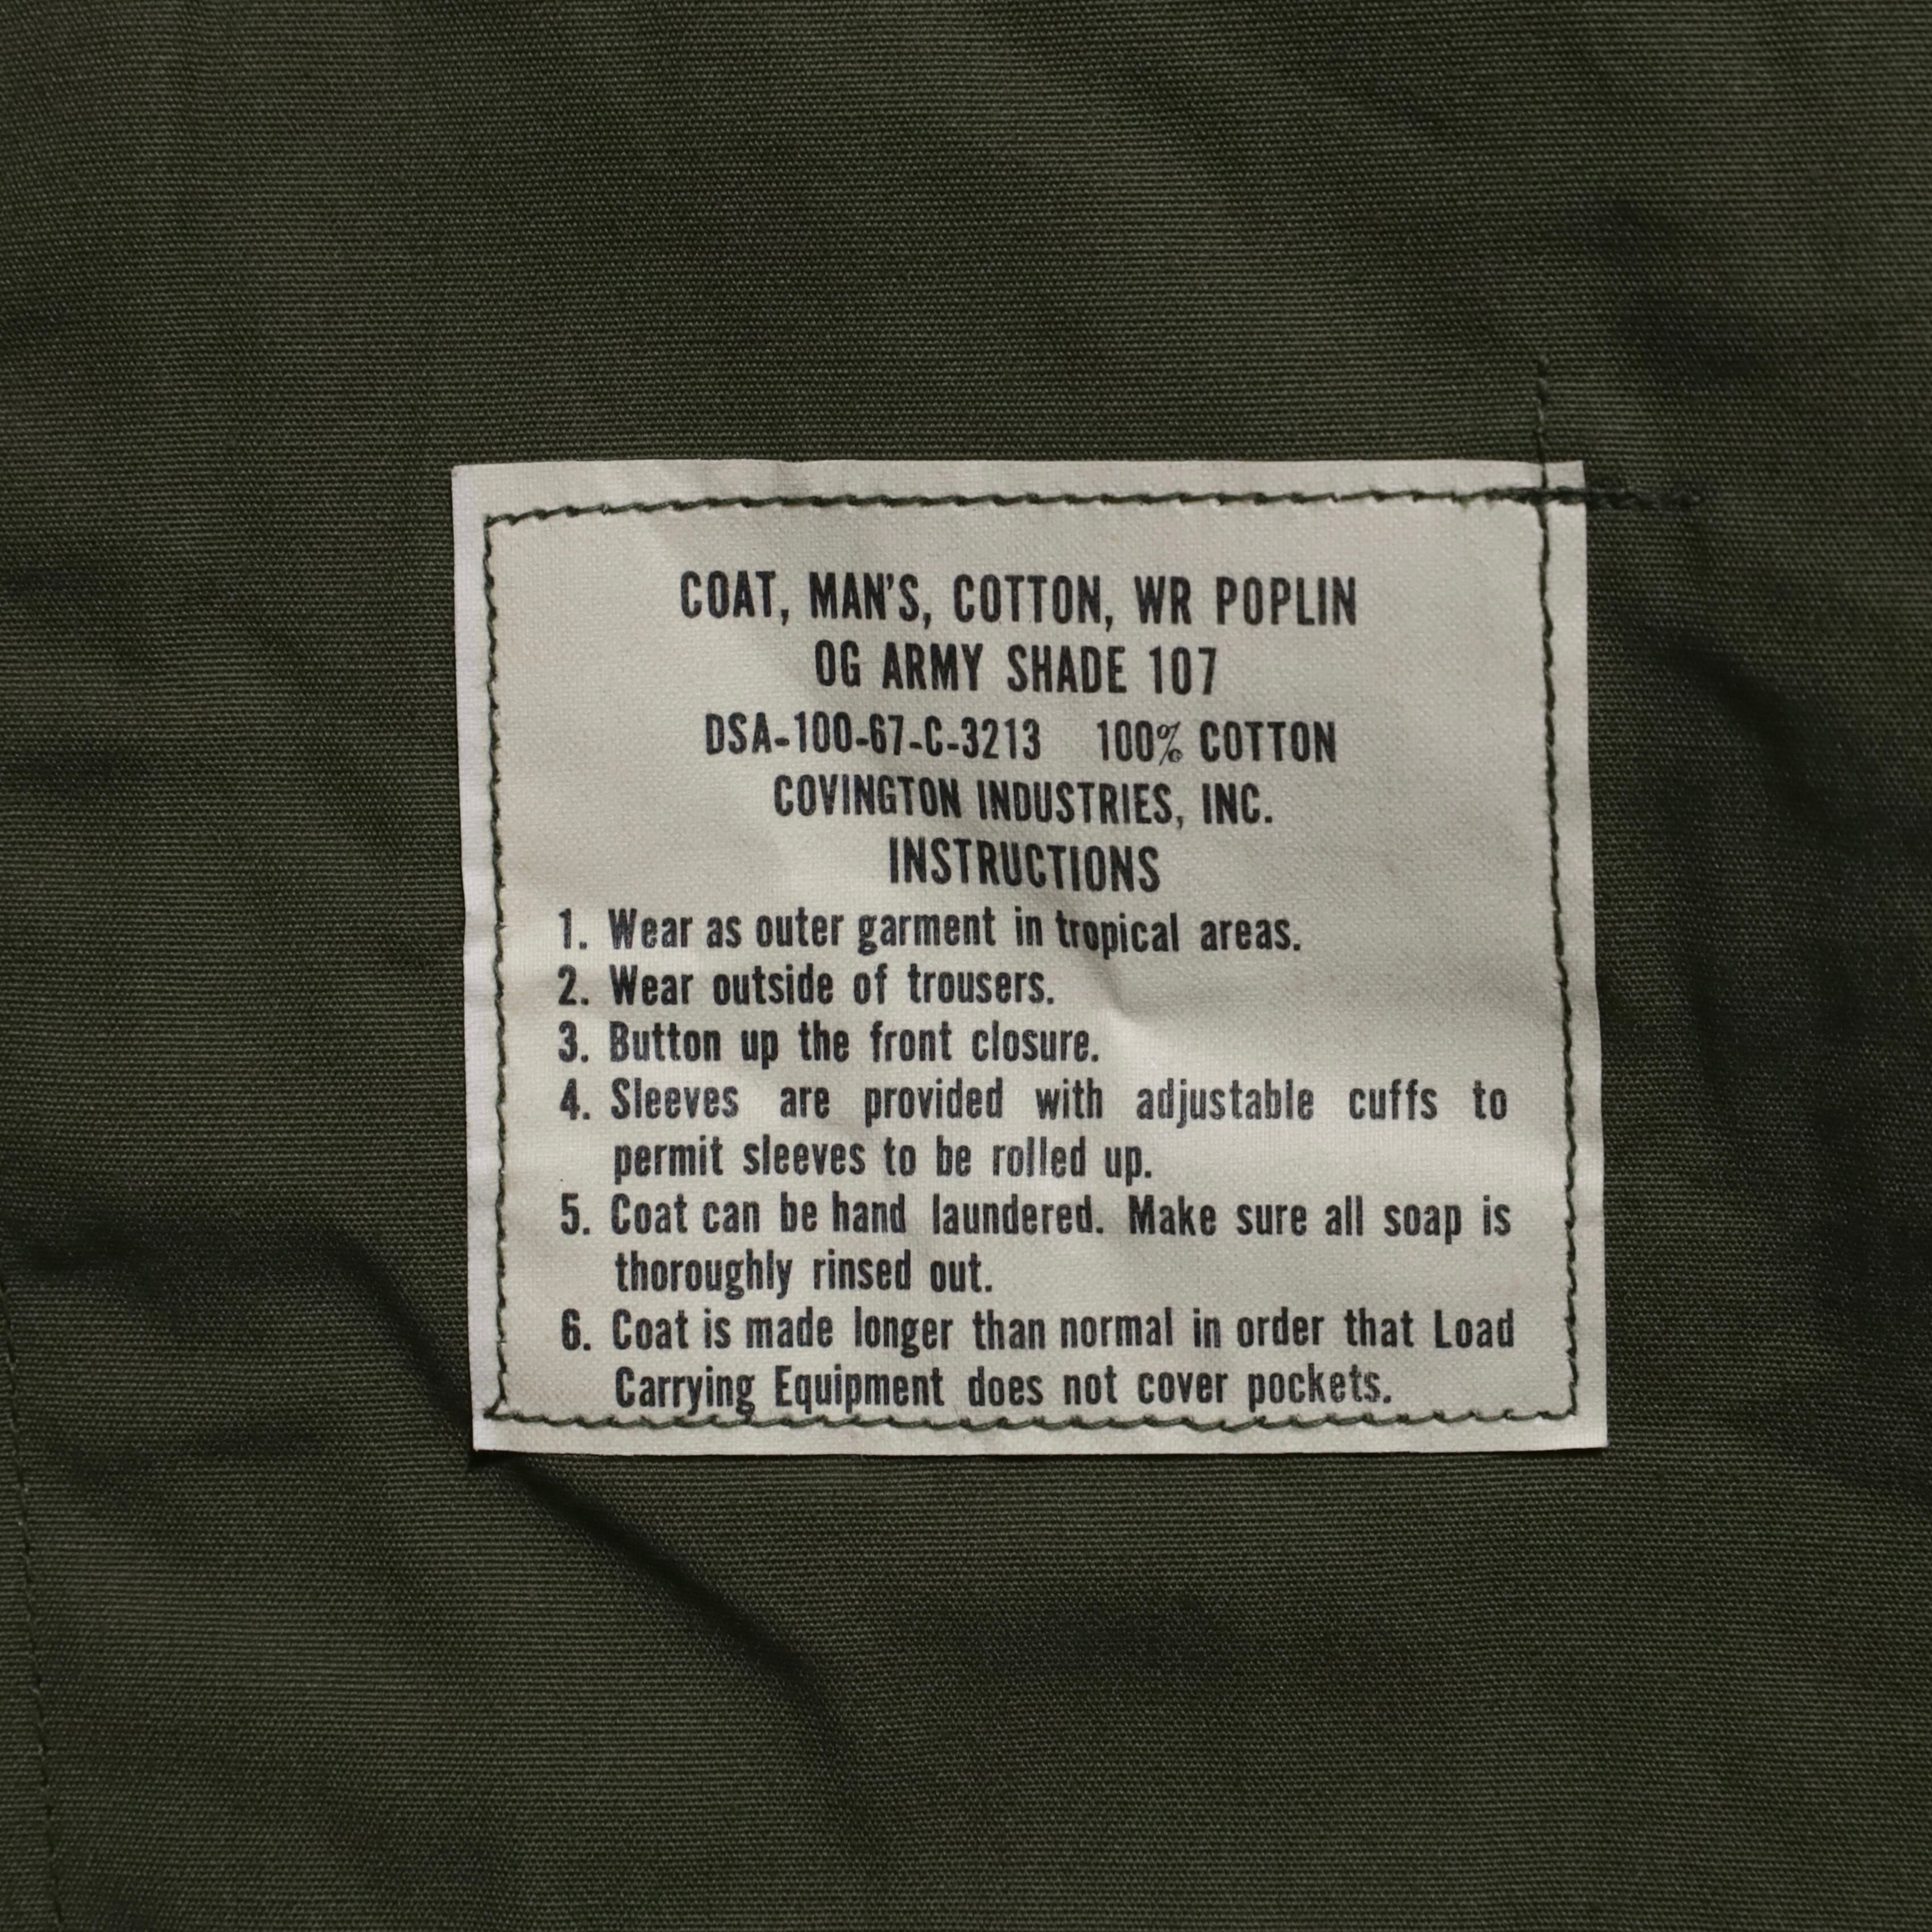 COAT, MAN'S, COTTON, WR POPLIN
OG ARMY SHADE 107
DSA-100-67-C-3213 100% COTTON
COVINGTON INDUSTRIES, INC.
INSTRUCTIONS
1. Wear as outer garment in tropical areas.
2. Wear outside of trousers.
3. Button up the front closure.
4. Sleeves are provided with adjustable cuffs to
permit sleeves to be rolled up.
5. Coat can be hand laundered. Make sure all soap is
thoroughly rinsed out.
6. Coat is made longer than normal in order that Load
Carrying Equipment does not cover pockets.